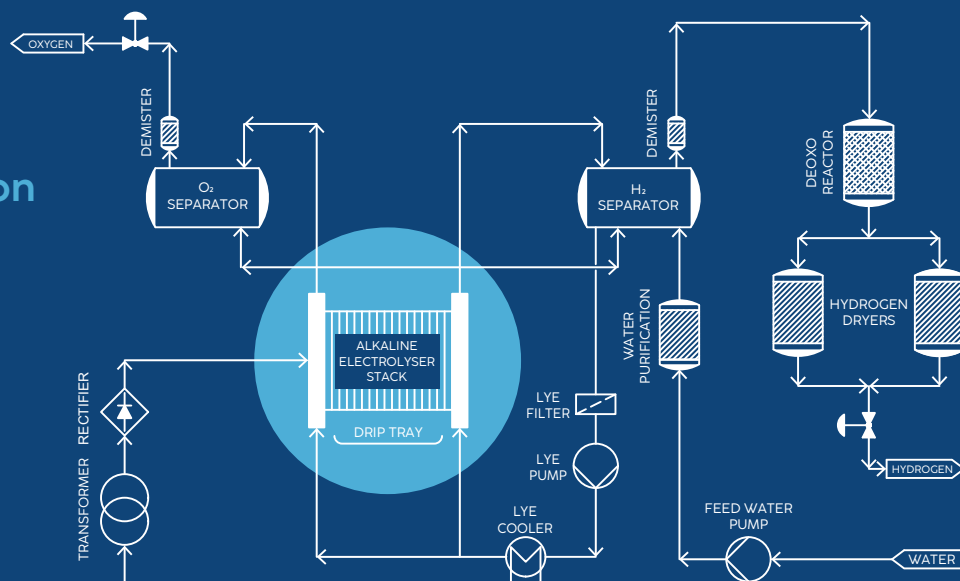 OXYGEN
DEMISTER
O₂
SEPARATOR
on
DEMISTER
H₂
SEPARATOR
DEOXO
REACTOR
HYDROGEN
DRYERS
WATER
PURIFICATION
ALKALINE
ELECTROLYSER
STACK
DRIP TRAY
RECTIFIER
TRANSFORMER
LYE
FILTER
LYE
PUMP
LYE
COOLER
FEED WATER
PUMP
HYDROGEN
WATER